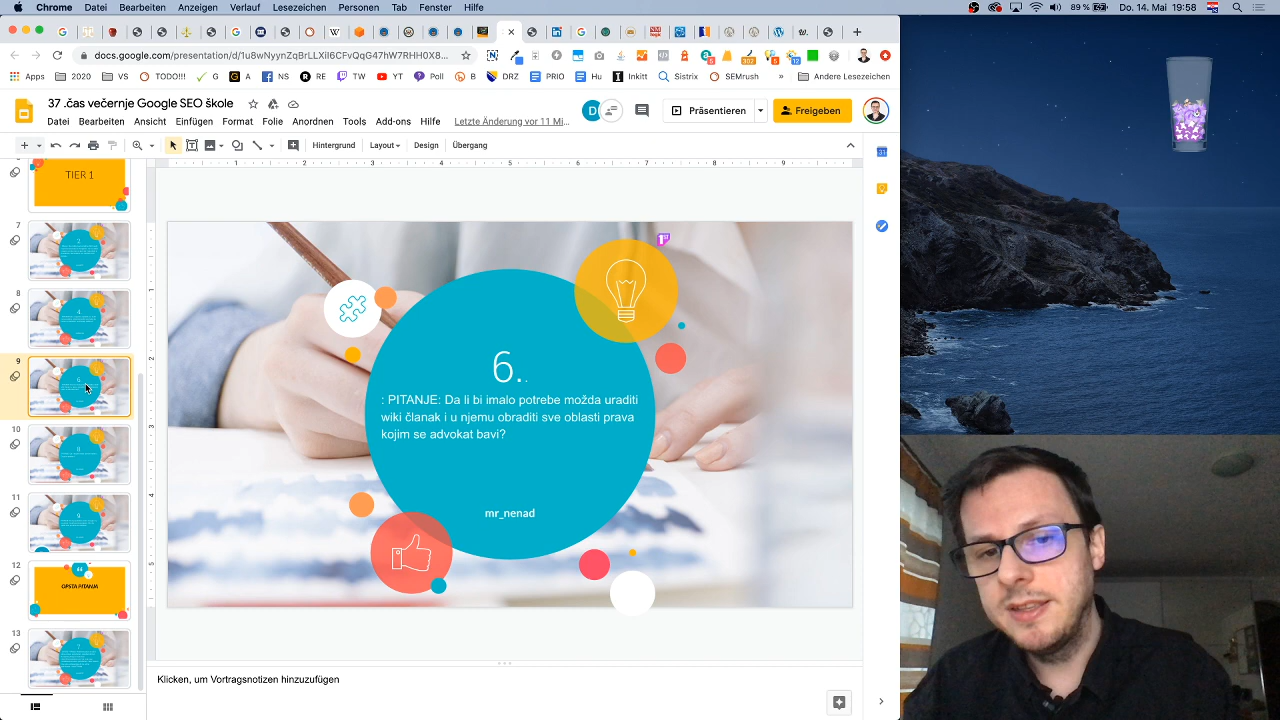 Chrome Datei Bearbeiten Anzeigen Verlauf Lesezeichen Personen Tab Fenster Hilfe 89 % Do. 14. Mai 19:58
docs.google.com/presentation/d/1u8wNyynZqBrLLXiI6CFvQqG47hW7RHH0X8...
Apps 2020 VS TODO!!! G A NS RE TW YT Poll B DRZ PRIO Hu Inkitt Sistrix SEMrush Andere Lesezeichen
37 .čas večernje Google SEO škole
Präsentieren
Freigeben
Datei Bearbeiten Ansicht Einfügen Format Folie Anordnen Tools Add-ons Hilfe Letzte Änderung vor 11 Mi...
Hintergrund Layout Design Übergang
TIER 1
7
8
9
10
11
12
OPSTA PITANJA
13
6..
: PITANJE: Da li bi imalo potrebe možda uraditi
wiki članak i u njemu obraditi sve oblasti prava
kojim se advokat bavi?
mr_nenad
Klicken, um Vortragsnotizen hinzuzufügen